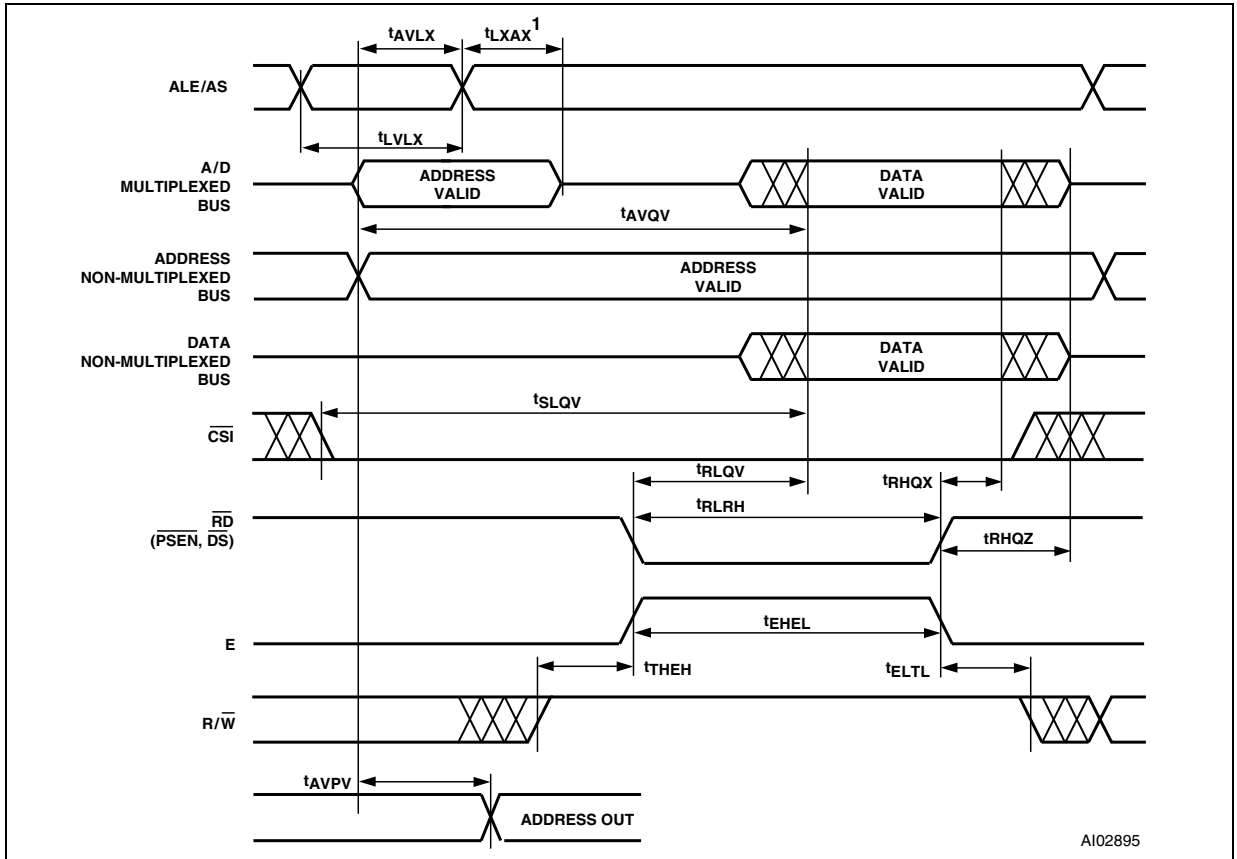 tAVLX tLXAX1
ALE/AS
tLVLX
A/D
MULTIPLEXED
BUS
ADDRESS
VALID
DATA
VALID
tAVQV
ADDRESS
NON-MULTIPLEXED
BUS
ADDRESS
VALID
DATA
NON-MULTIPLEXED
BUS
DATA
VALID
tSLQV
CSI
tRLQV
tRHQX
tRLRH
RD
(PSEN, DS)
tRHQZ
tEHEL
E
tTHEH
tELTL
R/W
tAVPV
ADDRESS OUT
AI02895